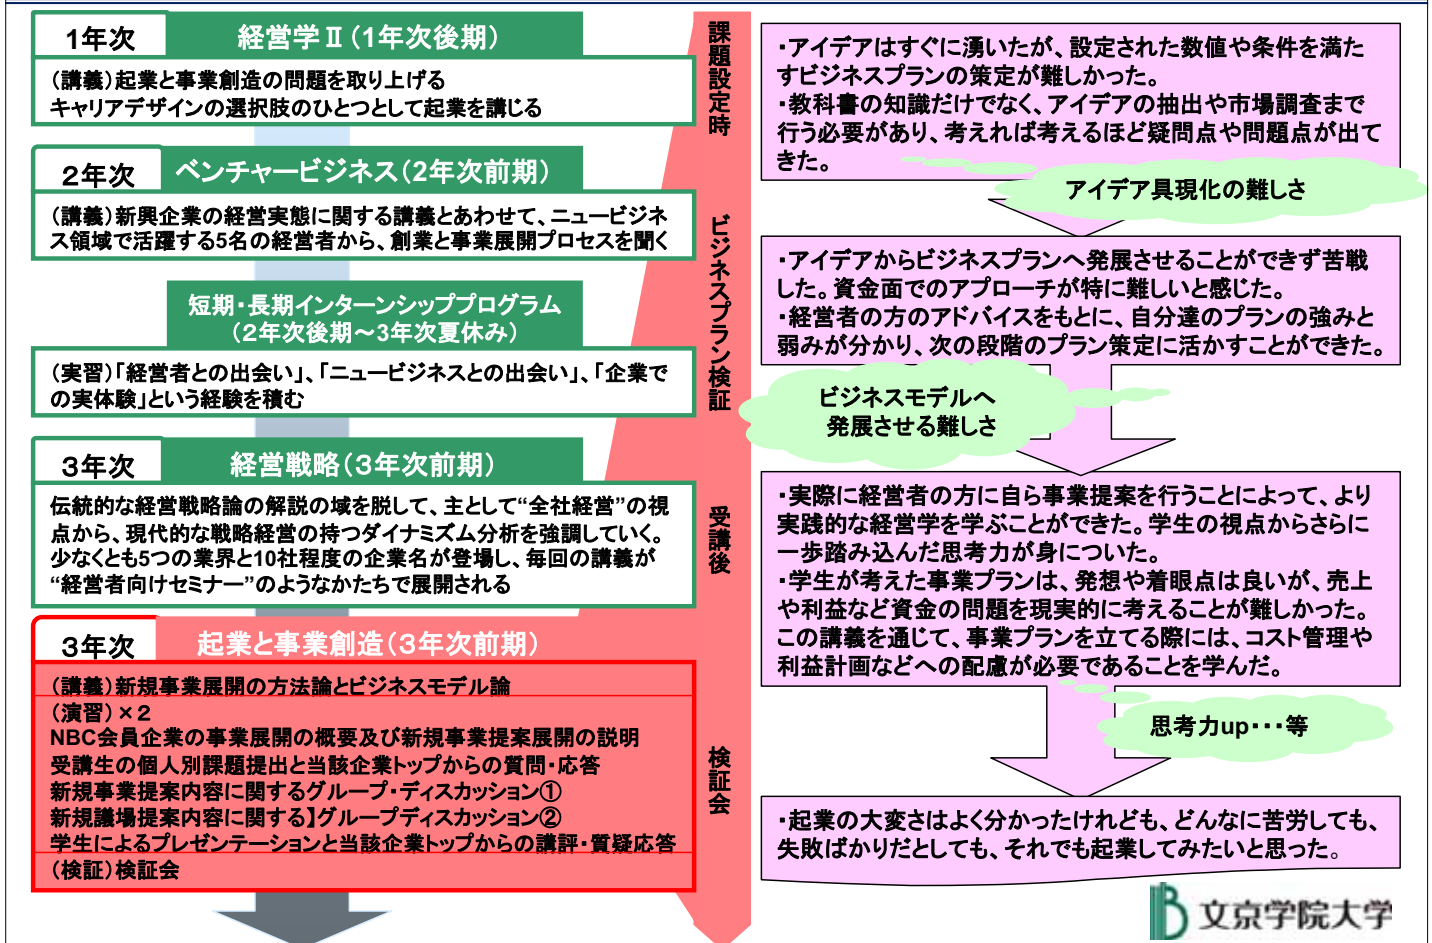 1年次
経営学Ⅱ(1年次後期)
(講義)起業と事業創造の問題を取り上げる
キャリアデザインの選択肢のひとつとして起業を講じる
2年次
ベンチャービジネス(2年次前期)
(講義)新興企業の経営実態に関する講義とあわせて、ニュービジネ
ス領域で活躍する5名の経営者から、創業と事業展開プロセスを聞く
短期・長期インターンシッププログラム
(2年次後期～3年次夏休み)
(実習)「経営者との出会い」、「ニュービジネスとの出会い」、「企業で
の実体験」という経験を積む
3年次
経営戦略(3年次前期)
伝統的な経営戦略論の解説の域を脱して、主として“全社経営”の視
点から、現代的な戦略経営の持つダイナミズム分析を強調していく。
少なくとも5つの業界と10社程度の企業名が登場し、毎回の講義が
“経営者向けセミナー”のようなかたちで展開される
3年次
起業と事業創造(3年次前期)
(講義)新規事業展開の方法論とビジネスモデル論
(演習)×2
NBC会員企業の事業展開の概要及び新規事業提案展開の説明
受講生の個人別課題提出と当該企業トップからの質問・応答
新規事業提案内容に関するグループ・ディスカッション①
新規議場提案内容に関する】グループディスカッション②
学生によるプレゼンテーションと当該企業トップからの講評・質疑応答
(検証)検証会
課題設定時
ビジネスプラン検証
受講後
検証会
・アイデアはすぐに湧いたが、設定された数値や条件を満た
すビジネスプランの策定が難しかった。
・教科書の知識だけでなく、アイデアの抽出や市場調査まで
行う必要があり、考えれば考えるほど疑問点や問題点が出て
きた。
アイデア具現化の難しさ
・アイデアからビジネスプランへ発展させることができず苦戦
した。資金面でのアプローチが特に難しいと感じた。
・経営者の方のアドバイスをもとに、自分達のプランの強みと
弱みが分かり、次の段階のプラン策定に活かすことができた。
ビジネスモデルへ
発展させる難しさ
・実際に経営者の方に自ら事業提案を行うことによって、より
実践的な経営学を学ぶことができた。学生の視点からさらに
一歩踏み込んだ思考力が身についた。
・学生が考えた事業プランは、発想や着眼点は良いが、売上
や利益など資金の問題を現実的に考えることが難しかった。
この講義を通じて、事業プランを立てる際には、コスト管理や
利益計画などへの配慮が必要であることを学んだ。
思考力up・・・等
・起業の大変さはよく分かったけれども、どんなに苦労しても、
失敗ばかりだとしても、それでも起業してみたいと思った。
文京学院大学